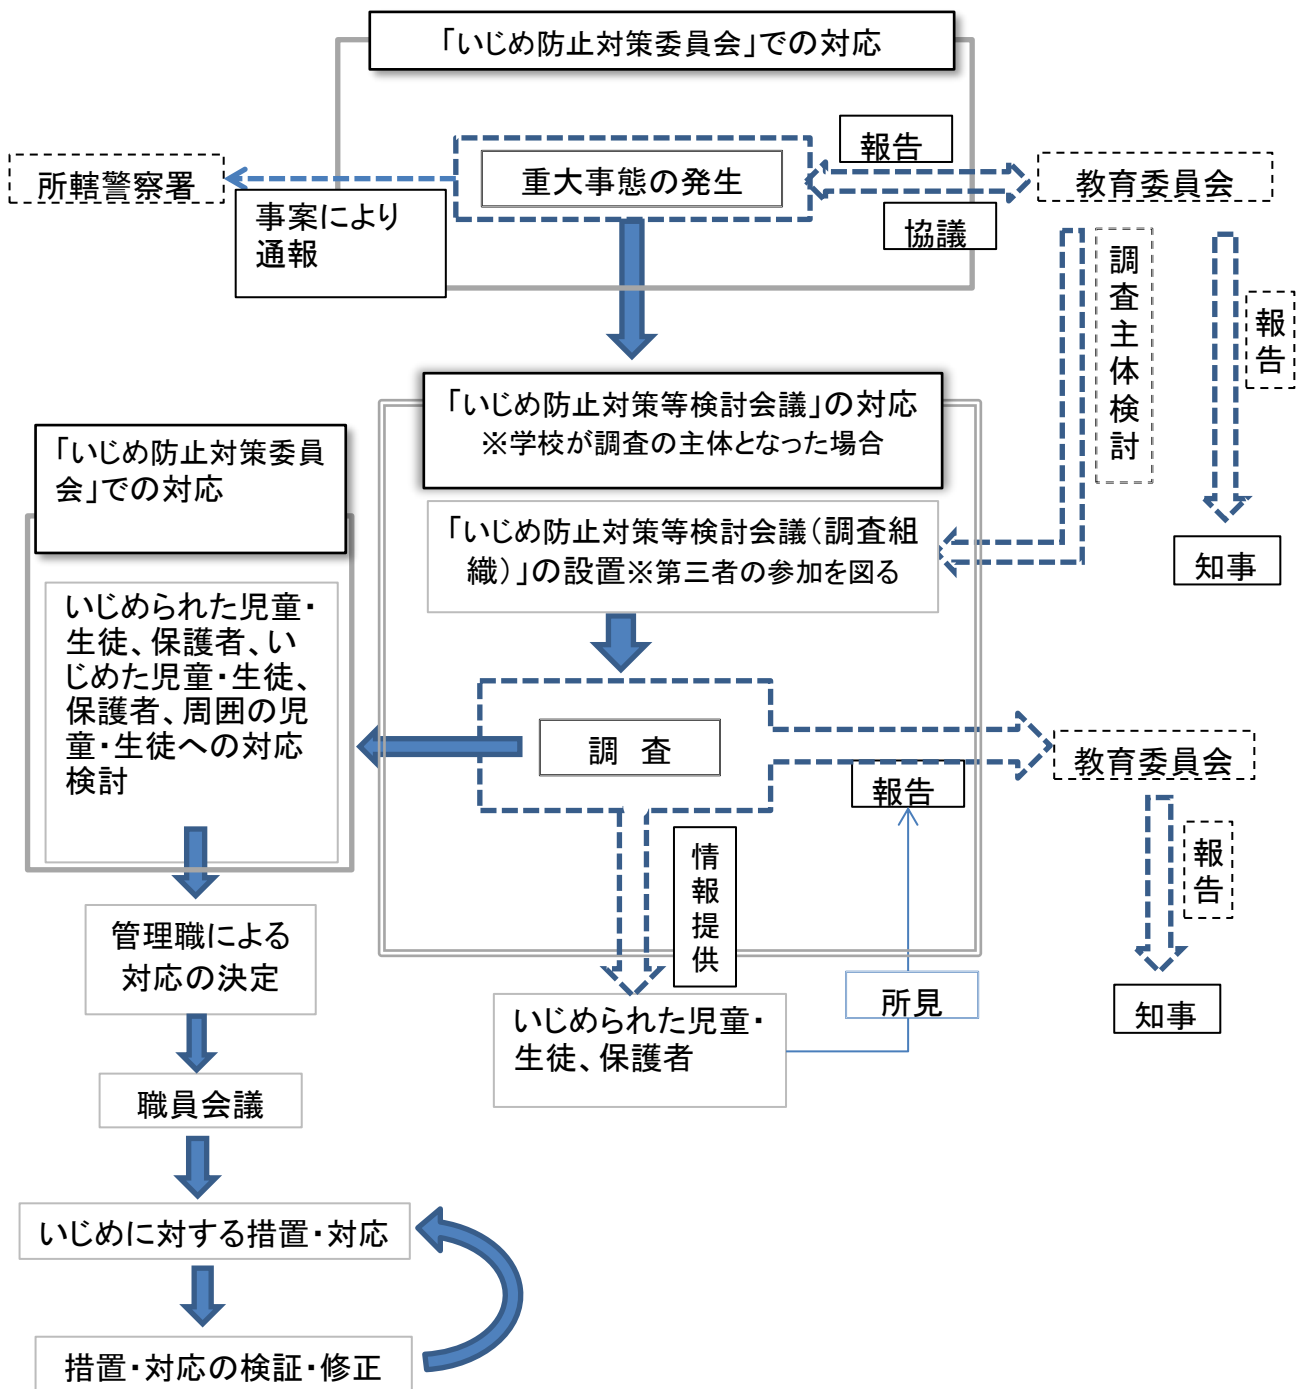 「いじめ防止対策委員会」での対応
報告
所轄警察署
重大事態の発生
教育委員会
事案により
通報
協議
調査主体検討
報告
「いじめ防止対策等検討会議」の対応
※学校が調査の主体となった場合
「いじめ防止対策委員
会」での対応
「いじめ防止対策等検討会議（調査組
織）」の設置※第三者の参加を図る
知事
いじめられた児童・
生徒、保護者、い
じめた児童・生徒、
保護者、周囲の児
童・生徒への対応
検討
調　査
教育委員会
報告
情報提供
報告
管理職による
対応の決定
所見
知事
いじめられた児童・
生徒、保護者
職員会議
いじめに対する措置・対応
措置・対応の検証・修正